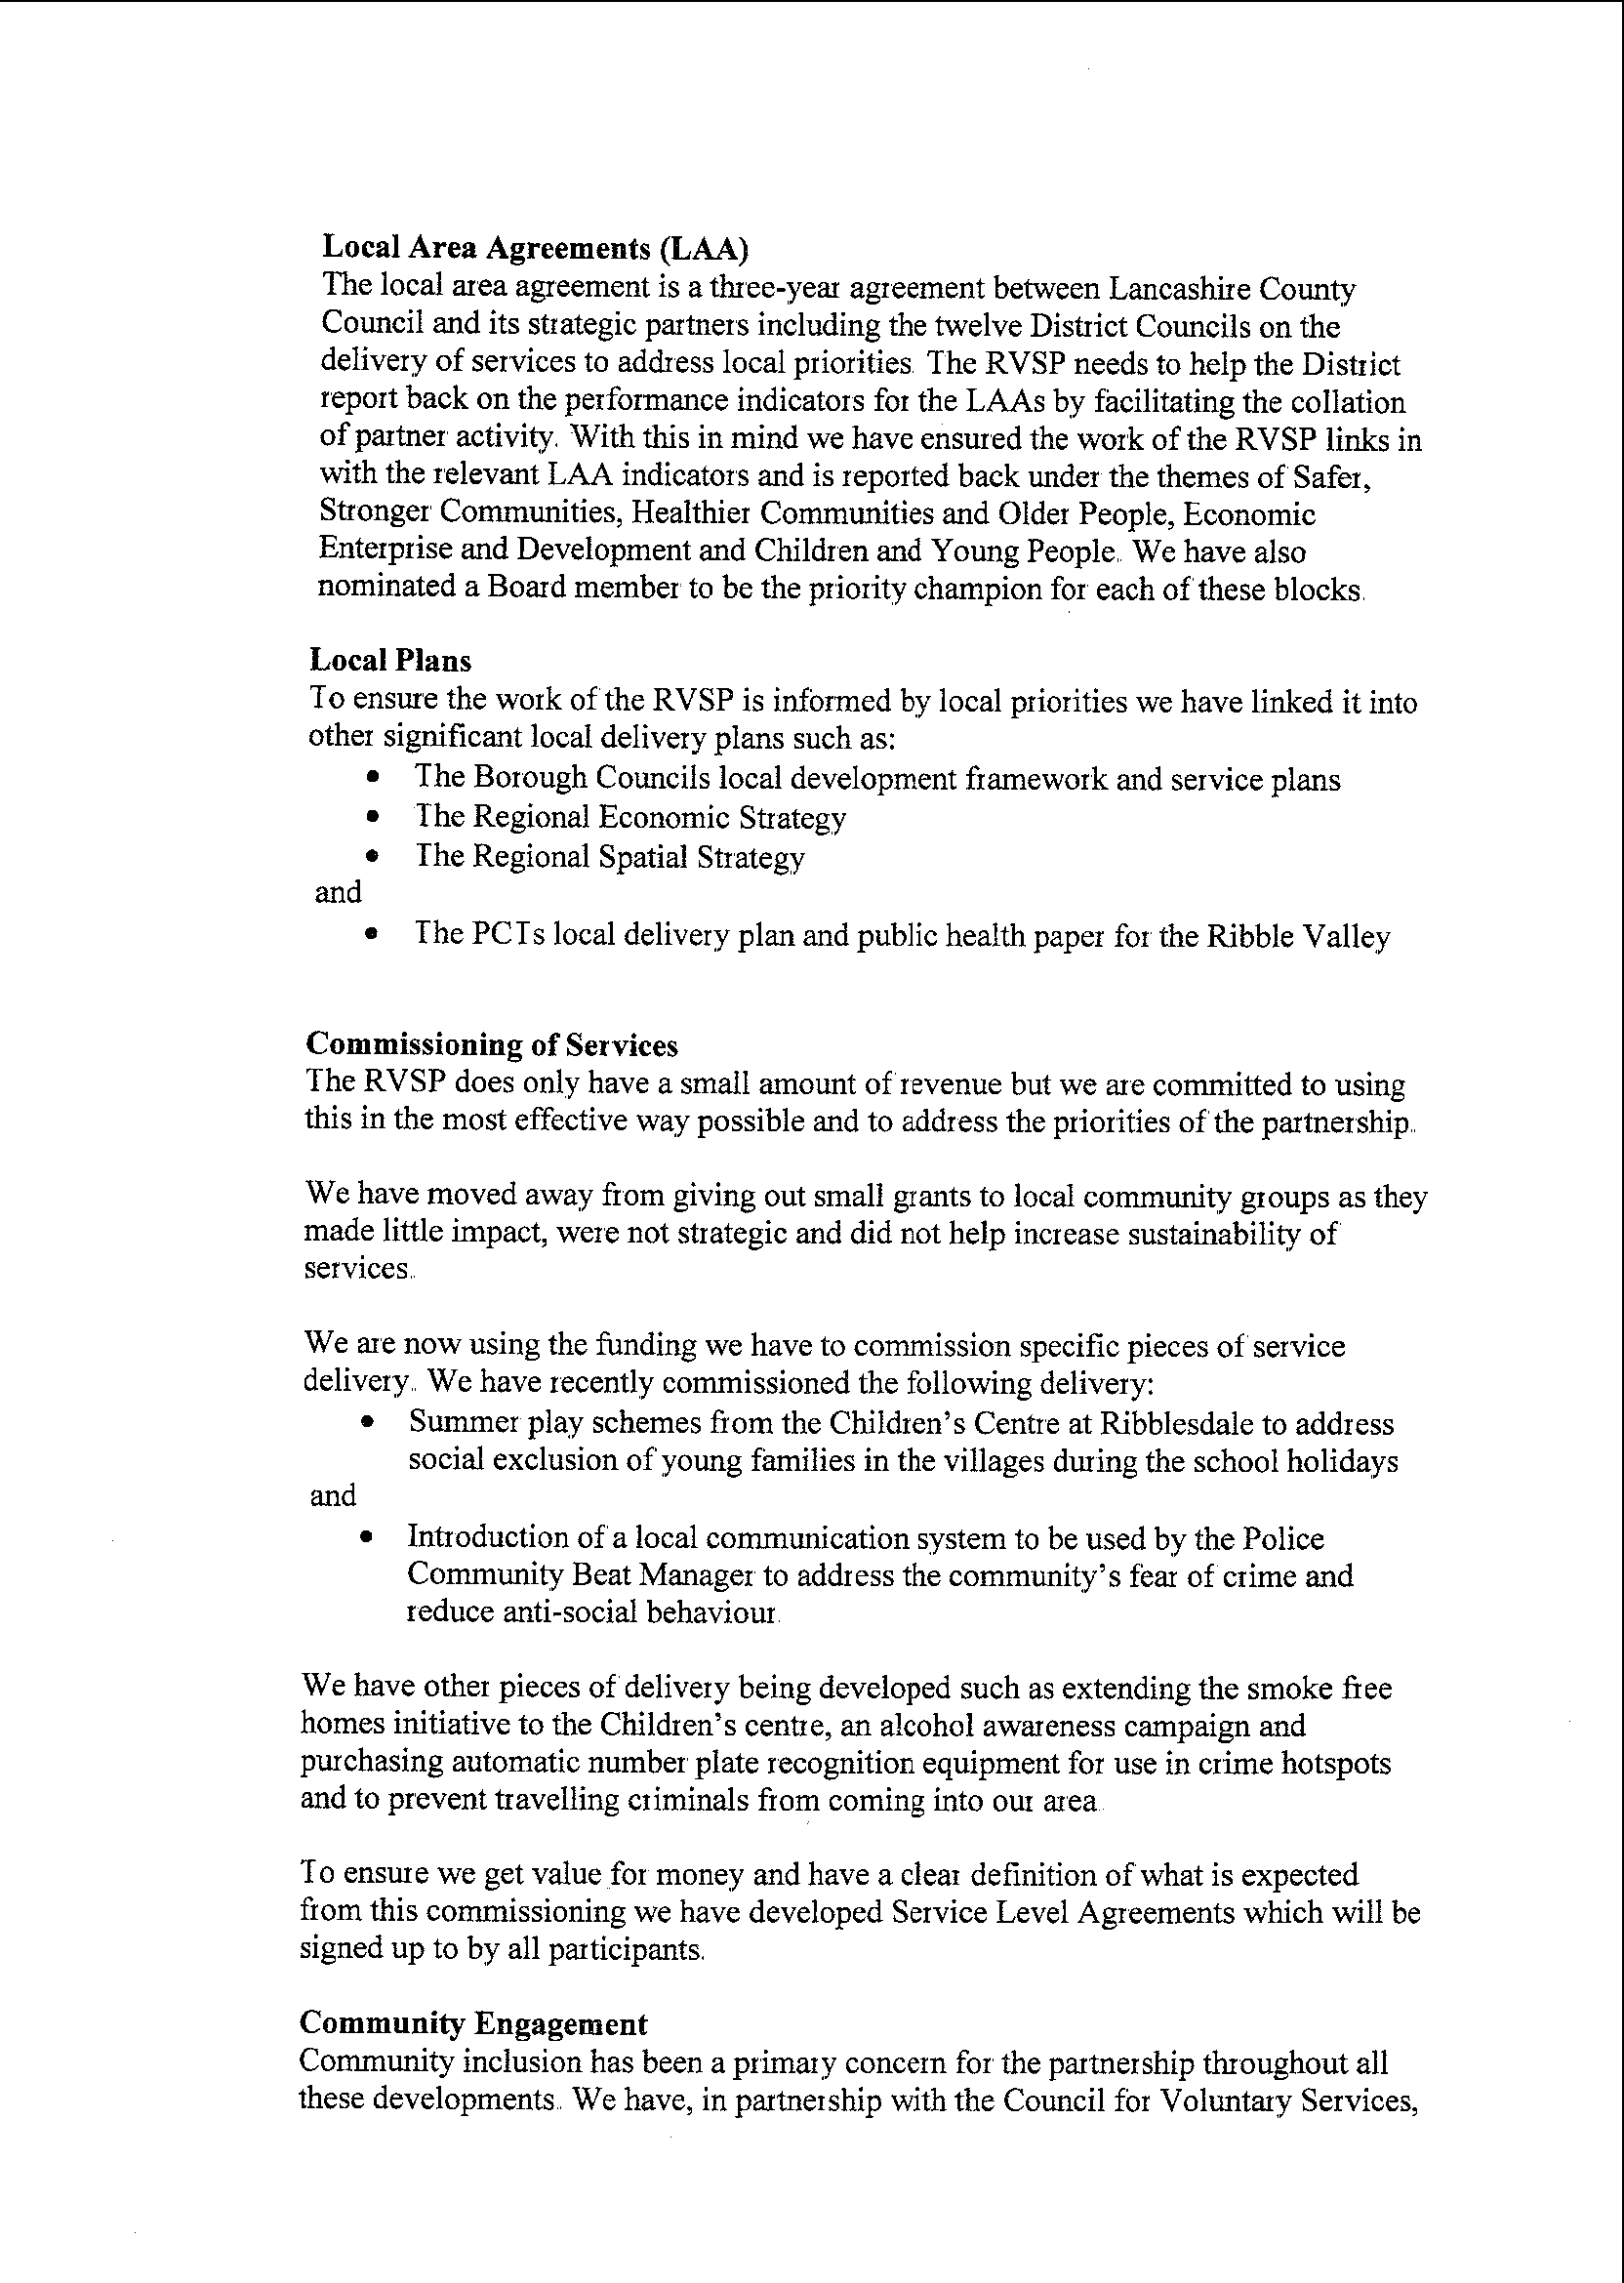 Local Area Agreements (LAA)
The local area agreement is a three-year agreement between Lancashire County
Council and its strategic partners including the twelve District Councils on the
delivery of services to address local priorities. The RVSP needs to help the District
report back on the performance indicators for the LAAs by facilitating the collation
of partner activity. With this in mind we have ensured the work of the RVSP links in
with the relevant LAA indicators and is reported back under the themes of Safer,
Stronger Communities, Healthier Communities and Older People, Economic
Enterprise and Development and Children and Young People. We have also
nominated a Board member to be the priority champion for each of these blocks.
Local Plans
To ensure the work of the RVSP is informed by local priorities we have linked it into
other significant local delivery plans such as:
• The Borough Councils local development framework and service plans
• The Regional Economic Strategy
• The Regional Spatial Strategy
and
• The PCTs local delivery plan and public health paper for the Ribble Valley
Commissioning of Services
The RVSP does only have a small amount of revenue but we are committed to using
this in the most effective way possible and to address the priorities of the partnership.
We have moved away from giving out small grants to local community groups as they
made little impact, were not strategic and did not help increase sustainability of
services.
We are now using the funding we have to commission specific pieces of service
delivery. We have recently commissioned the following delivery:
• Summer play schemes from the Children's Centre at Ribblesdale to address
social exclusion of young families in the villages during the school holidays
and
• Introduction of a local communication system to be used by the Police
Community Beat Manager to address the community's fear of crime and
reduce anti-social behaviour.
We have other pieces of delivery being developed such as extending the smoke free
homes initiative to the Children's centre, an alcohol awareness campaign and
purchasing automatic number plate recognition equipment for use in crime hotspots
and to prevent travelling criminals from coming into our area.
To ensure we get value for money and have a clear definition of what is expected
from this commissioning we have developed Service Level Agreements which will be
signed up to by all participants.
Community Engagement
Community inclusion has been a primary concern for the partnership throughout all
these developments. We have, in partnership with the Council for Voluntary Services,